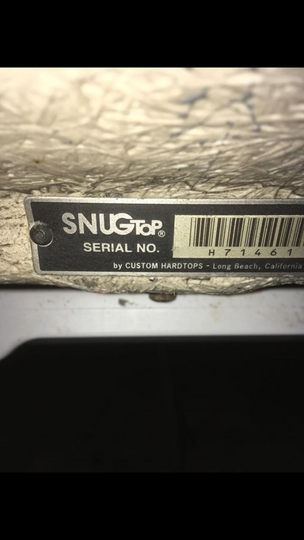 SNUGTOP®
SERIAL NO.
H71461
by CUSTOM HARDTOPS - Long Beach, California